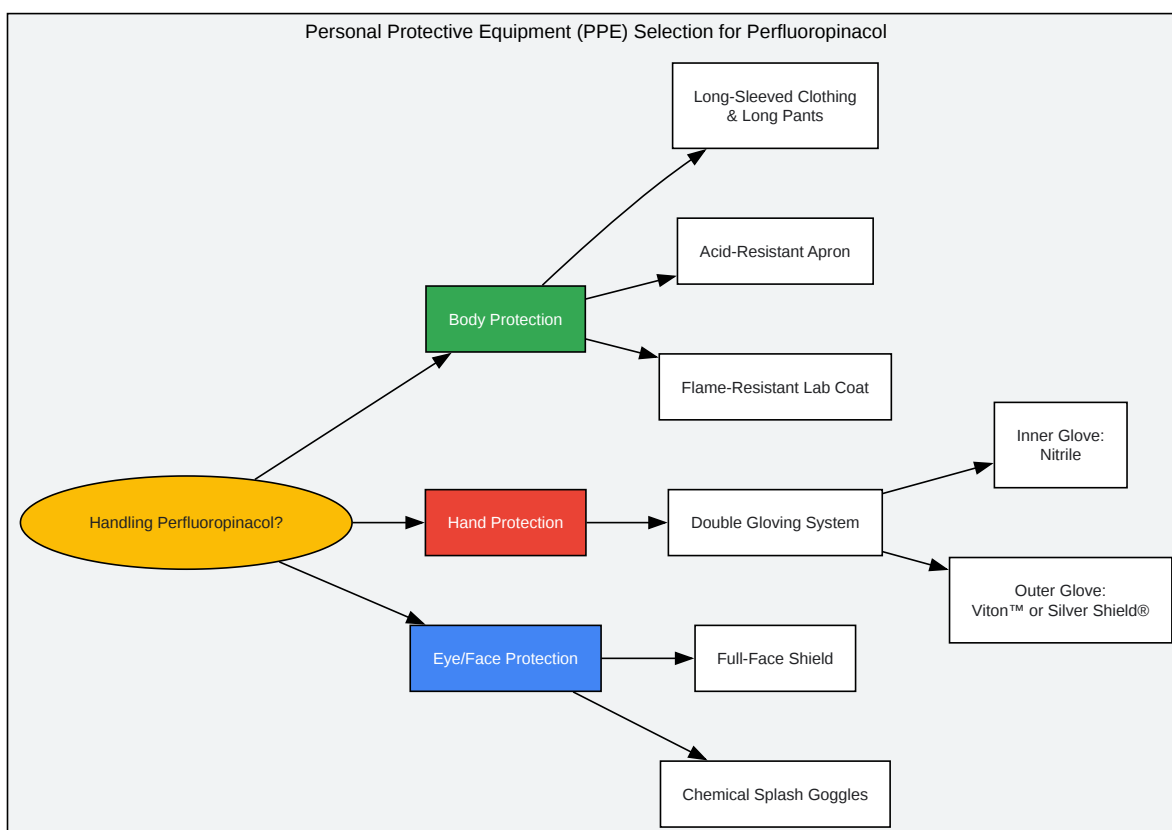 Personal Protective Equipment (PPE) Selection for Perfluoropinacol
Long-Sleeved Clothing
& Long Pants
Acid-Resistant Apron
Body Protection
Flame-Resistant Lab Coat
Inner Glove:
Nitrile
Handling Perfluoropinacol?
Hand Protection
Double Gloving System
Outer Glove:
Viton™ or Silver Shield®
Eye/Face Protection
Full-Face Shield
Chemical Splash Goggles